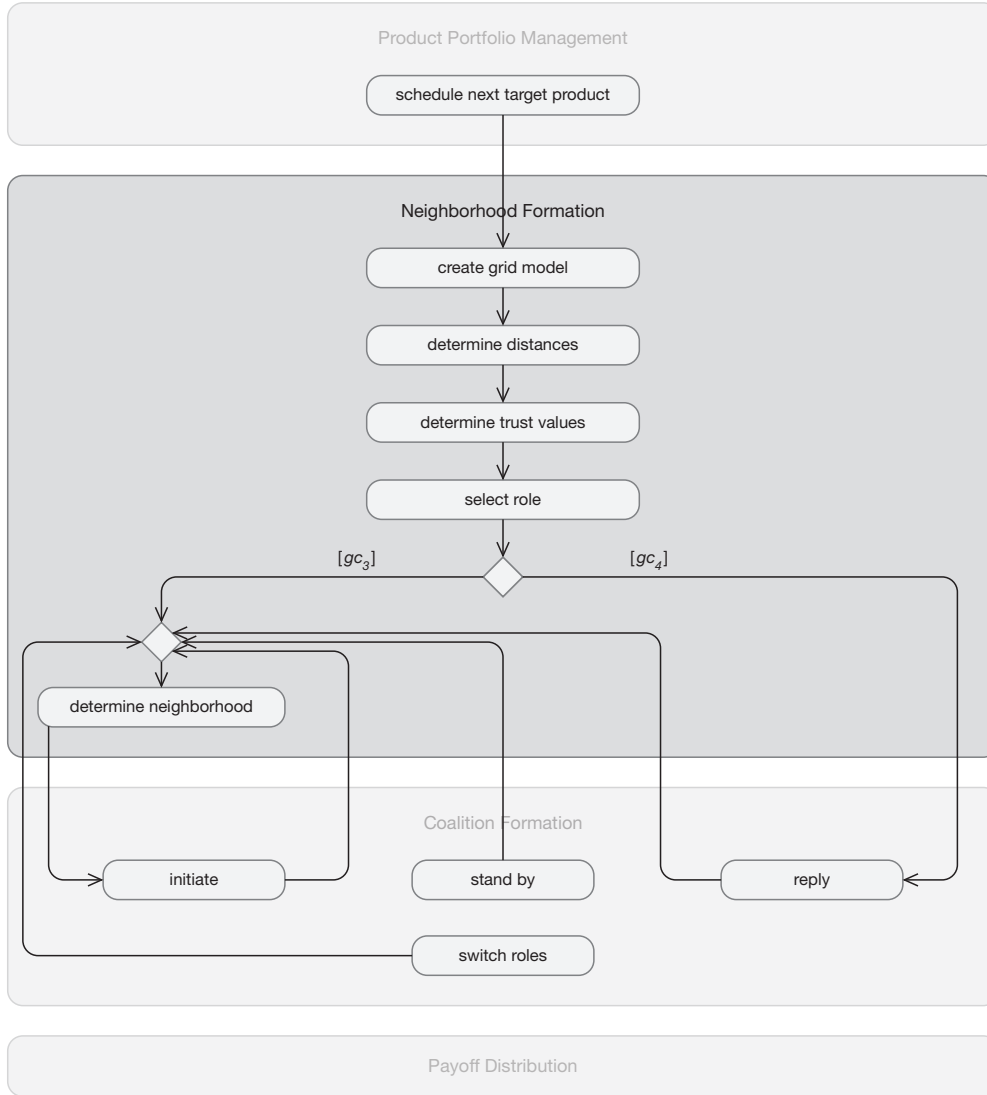 Product Portfolio Management
schedule next target product
Neighborhood Formation
create grid model
determine distances
determine trust values
select role
[gc3] [gc4]
determine neighborhood
Coalition Formation
initiate stand by reply
switch roles
Payoff Distribution